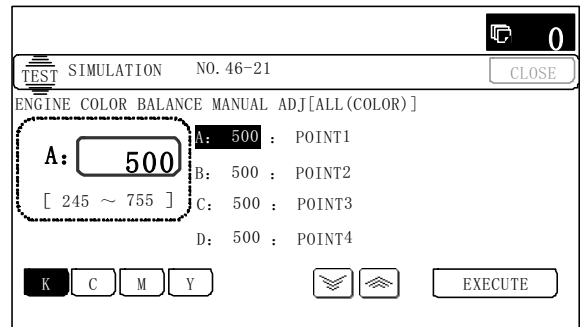 0
TEST SIMULATION NO. 46-21 CLOSE
ENGINE COLOR BALANCE MANUAL ADJ[ALL(COLOR)]
A: 500
[ 245 ~ 755 ]
A: 500 : POINT1
B: 500 : POINT2
C: 500 : POINT3
D: 500 : POINT4
K C M Y EXECUTE